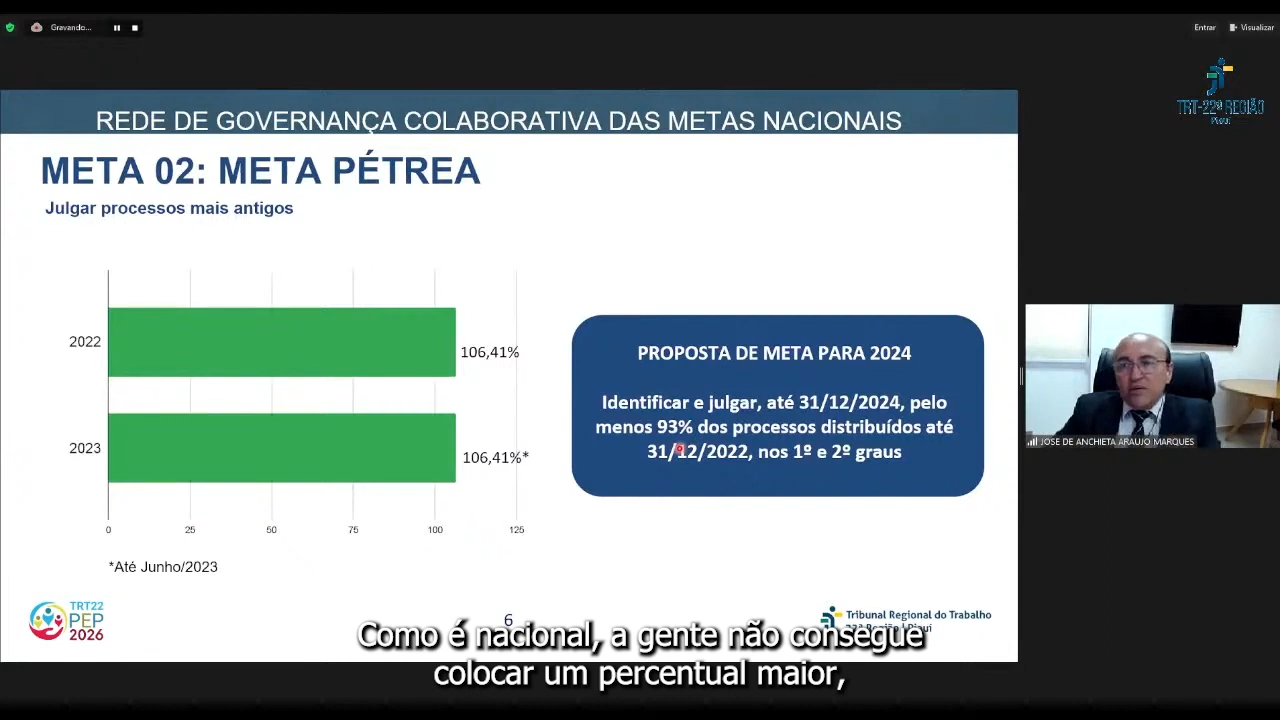 Gravando...
Entrar
Visualizar
TRT-22ª REGIÃO
Piauí
REDE DE GOVERNANÇA COLABORATIVA DAS METAS NACIONAIS
META 02: META PÉTREA
Julgar processos mais antigos
2022
106,41%
2023
106,41%*
0 25 50 75 100 125
*Até Junho/2023
PROPOSTA DE META PARA 2024
Identificar e julgar, até 31/12/2024, pelo
menos 93% dos processos distribuídos até
31/12/2022, nos 1º e 2º graus
JOSE DE ANCHIETA ARAUJO MARQUES
TRT22
PEP
2026
6
Tribunal Regional do Trabalho
22ª Região | Piauí
Como é nacional, a gente não consegue
colocar um percentual maior,